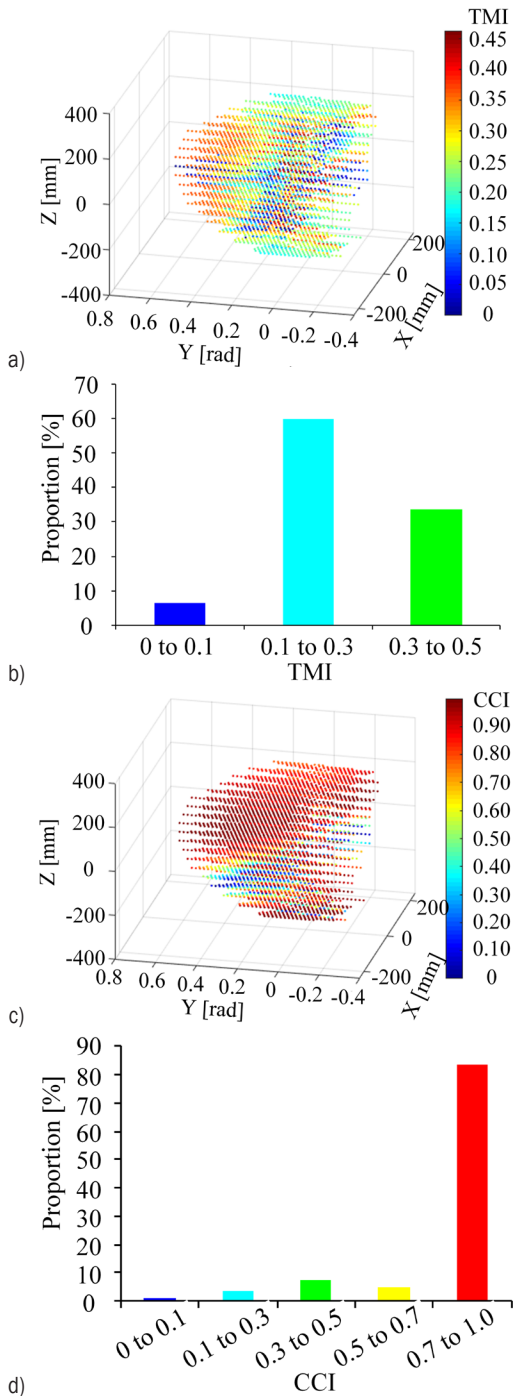 TMI
0.45
0.40
0.35
0.30
0.25
0.20
0.15
0.10
0.05
0
400
200
0
-200
-400
Z [mm]
0.8 0.6 0.4 0.2 0 -0.2 -0.4
Y [rad]
200
0
-200
X [mm]
a)
70
60
50
40
30
20
10
0
Proportion [%]
0 to 0.1 0.1 to 0.3 0.3 to 0.5
TMI
b)
CCI
0.90
0.80
0.70
0.60
0.50
0.40
0.30
0.20
0.10
0
400
200
0
-200
-400
Z [mm]
0.8 0.6 0.4 0.2 0 -0.2 -0.4
Y [rad]
200
0
-200
X [mm]
c)
90
80
70
60
50
40
30
20
10
0
Proportion [%]
0 to 0.1 0.1 to 0.3 0.3 to 0.5 0.5 to 0.7 0.7 to 1.0
CCI
d)